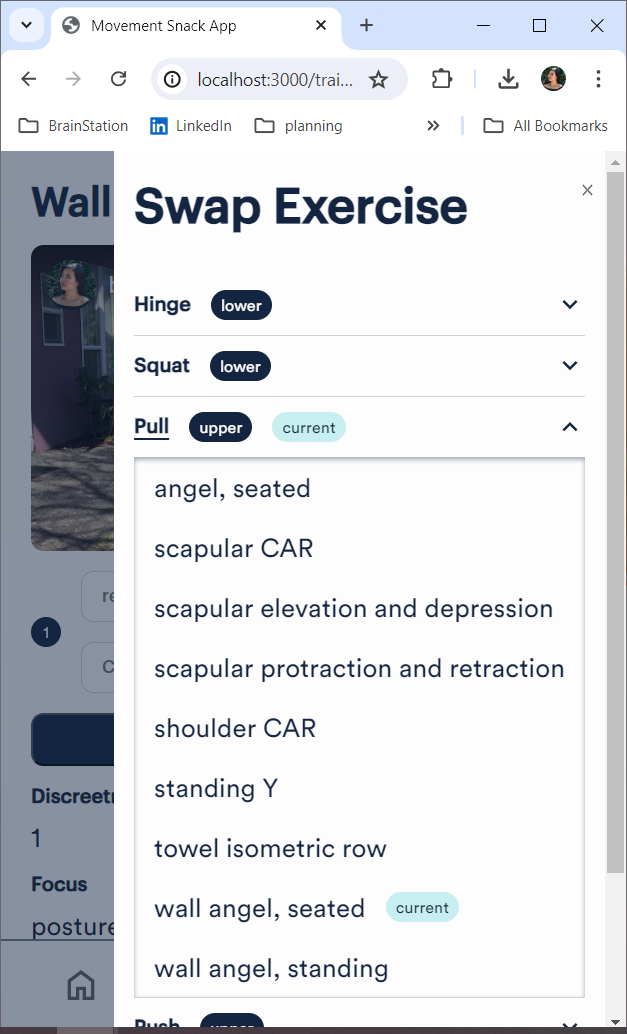 Movement Snack App
localhost:3000/trai...
BrainStation LinkedIn planning All Bookmarks
Wall
Swap Exercise
Hinge lower
Squat lower
Pull upper current
angel, seated
scapular CAR
scapular elevation and depression
scapular protraction and retraction
shoulder CAR
standing Y
towel isometric row
wall angel, seated current
wall angel, standing
Push upper
1
Discreetn
1
Focus
posture